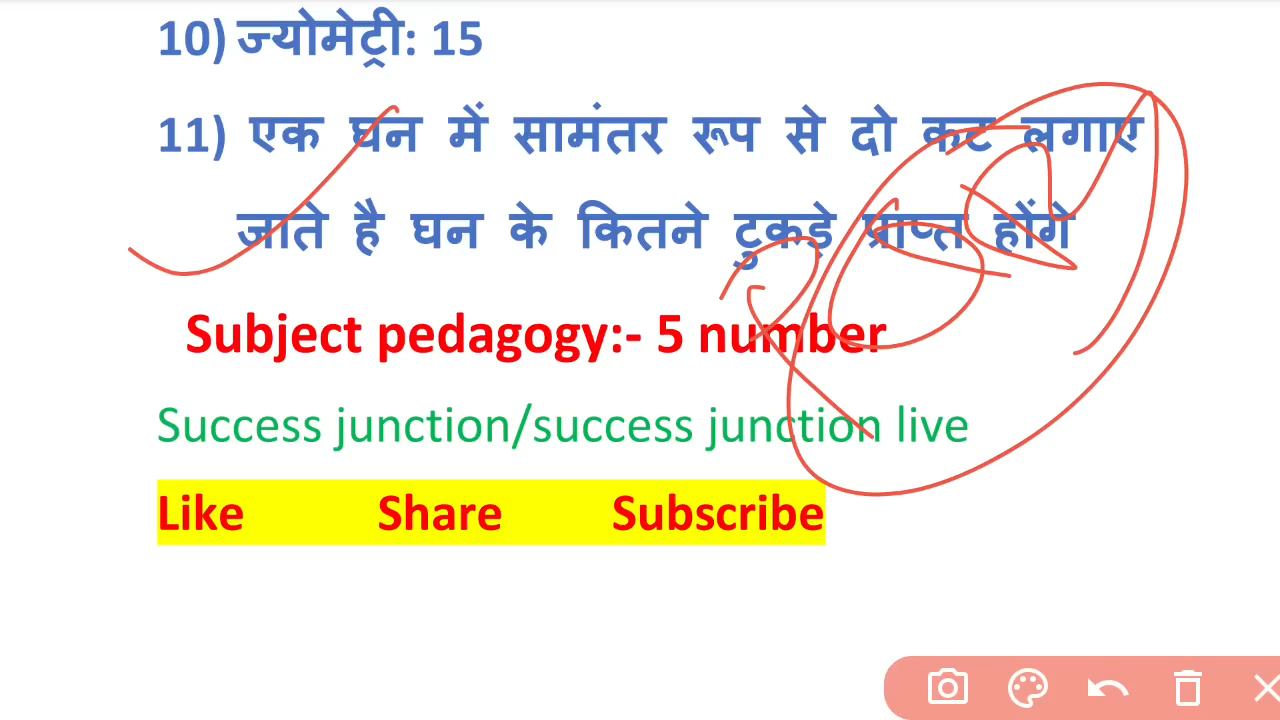 10) ज्योमेट्री: 15
11) एक घन में सामंतर रूप से दो कट लगाए
जाते है घन के कितने टुकड़े प्राप्त होंगे
Subject pedagogy:- 5 number
Success junction/success junction live
Like Share Subscribe